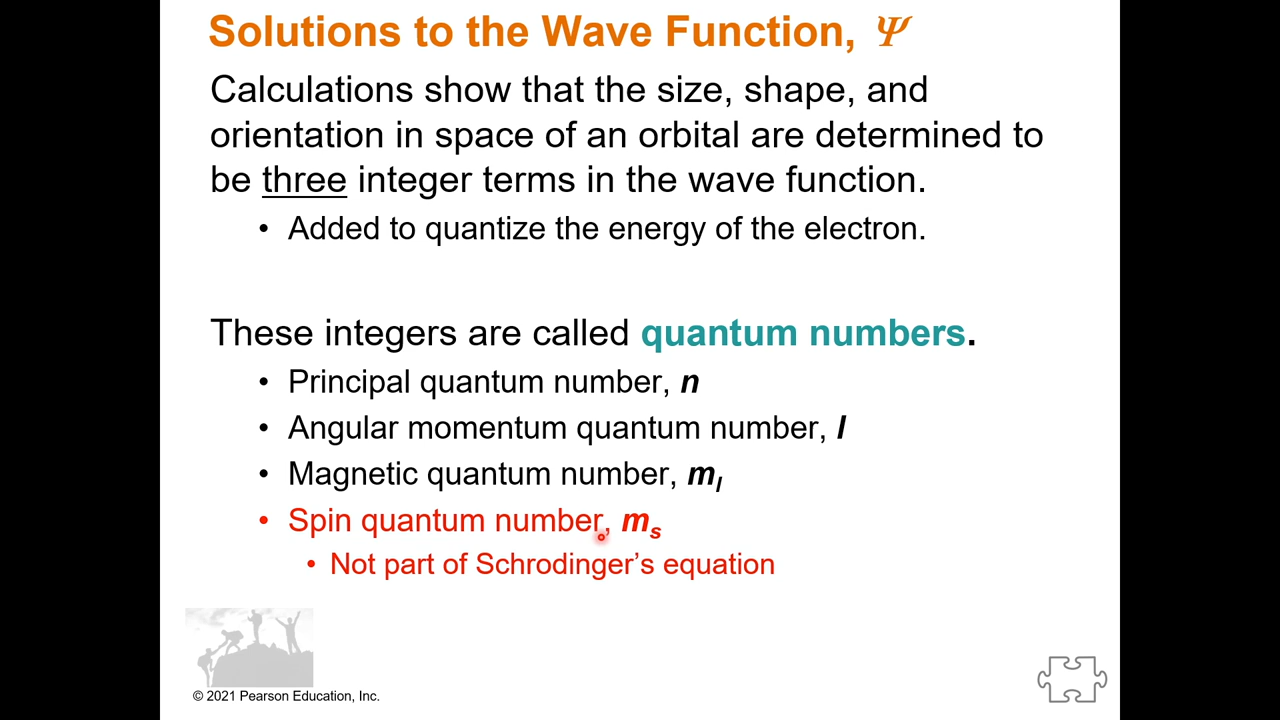 Solutions to the Wave Function, Ψ
Calculations show that the size, shape, and
orientation in space of an orbital are determined to
be three integer terms in the wave function.
• Added to quantize the energy of the electron.
These integers are called quantum numbers.
• Principal quantum number, n
• Angular momentum quantum number, l
• Magnetic quantum number, ml
• Spin quantum number, ms
• Not part of Schrodinger’s equation
© 2021 Pearson Education, Inc.